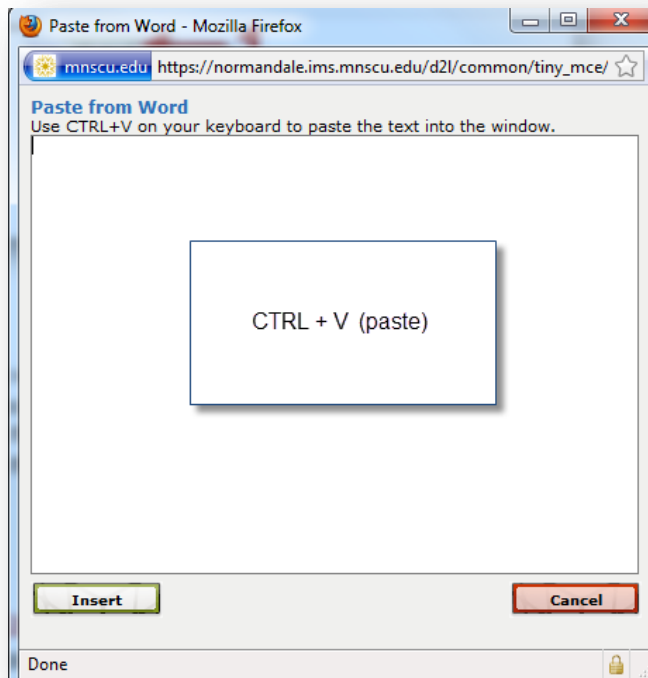 Paste from Word - Mozilla Firefox
mnscu.edu https://normandale.ims.mnscu.edu/d2l/common/tiny_mce/
Paste from Word
Use CTRL+V on your keyboard to paste the text into the window.
CTRL + V (paste)
Insert
Cancel
Done